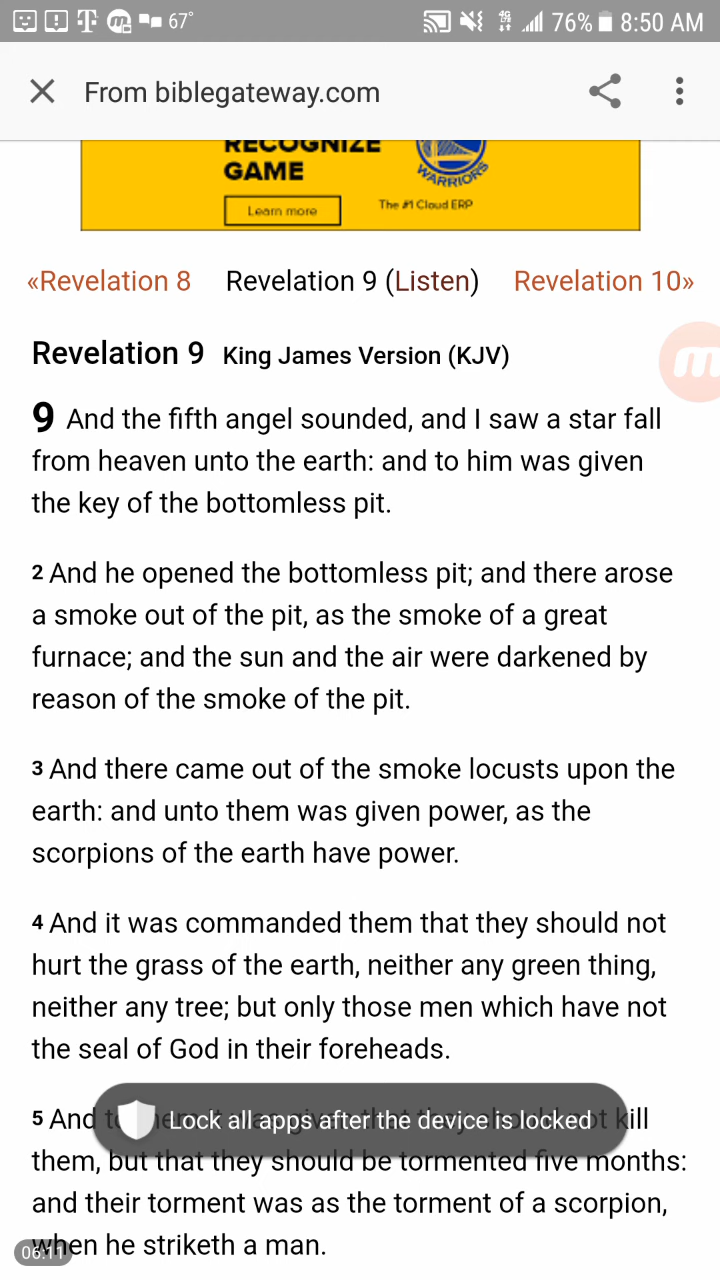 67°
4G
76%
8:50 AM
From biblegateway.com
RECOGNIZE
GAME
WARRIORS
Learn more
The #1 Cloud ERP
«Revelation 8
Revelation 9 (Listen)
Revelation 10»
Revelation 9 King James Version (KJV)
9 And the fifth angel sounded, and I saw a star fall
from heaven unto the earth: and to him was given
the key of the bottomless pit.
2 And he opened the bottomless pit; and there arose
a smoke out of the pit, as the smoke of a great
furnace; and the sun and the air were darkened by
reason of the smoke of the pit.
3 And there came out of the smoke locusts upon the
earth: and unto them was given power, as the
scorpions of the earth have power.
4 And it was commanded them that they should not
hurt the grass of the earth, neither any green thing,
neither any tree; but only those men which have not
the seal of God in their foreheads.
5 And to them it was given that they should not kill
Lock all apps after the device is locked
them, but that they should be tormented five months:
and their torment was as the torment of a scorpion,
when he striketh a man.
06:11